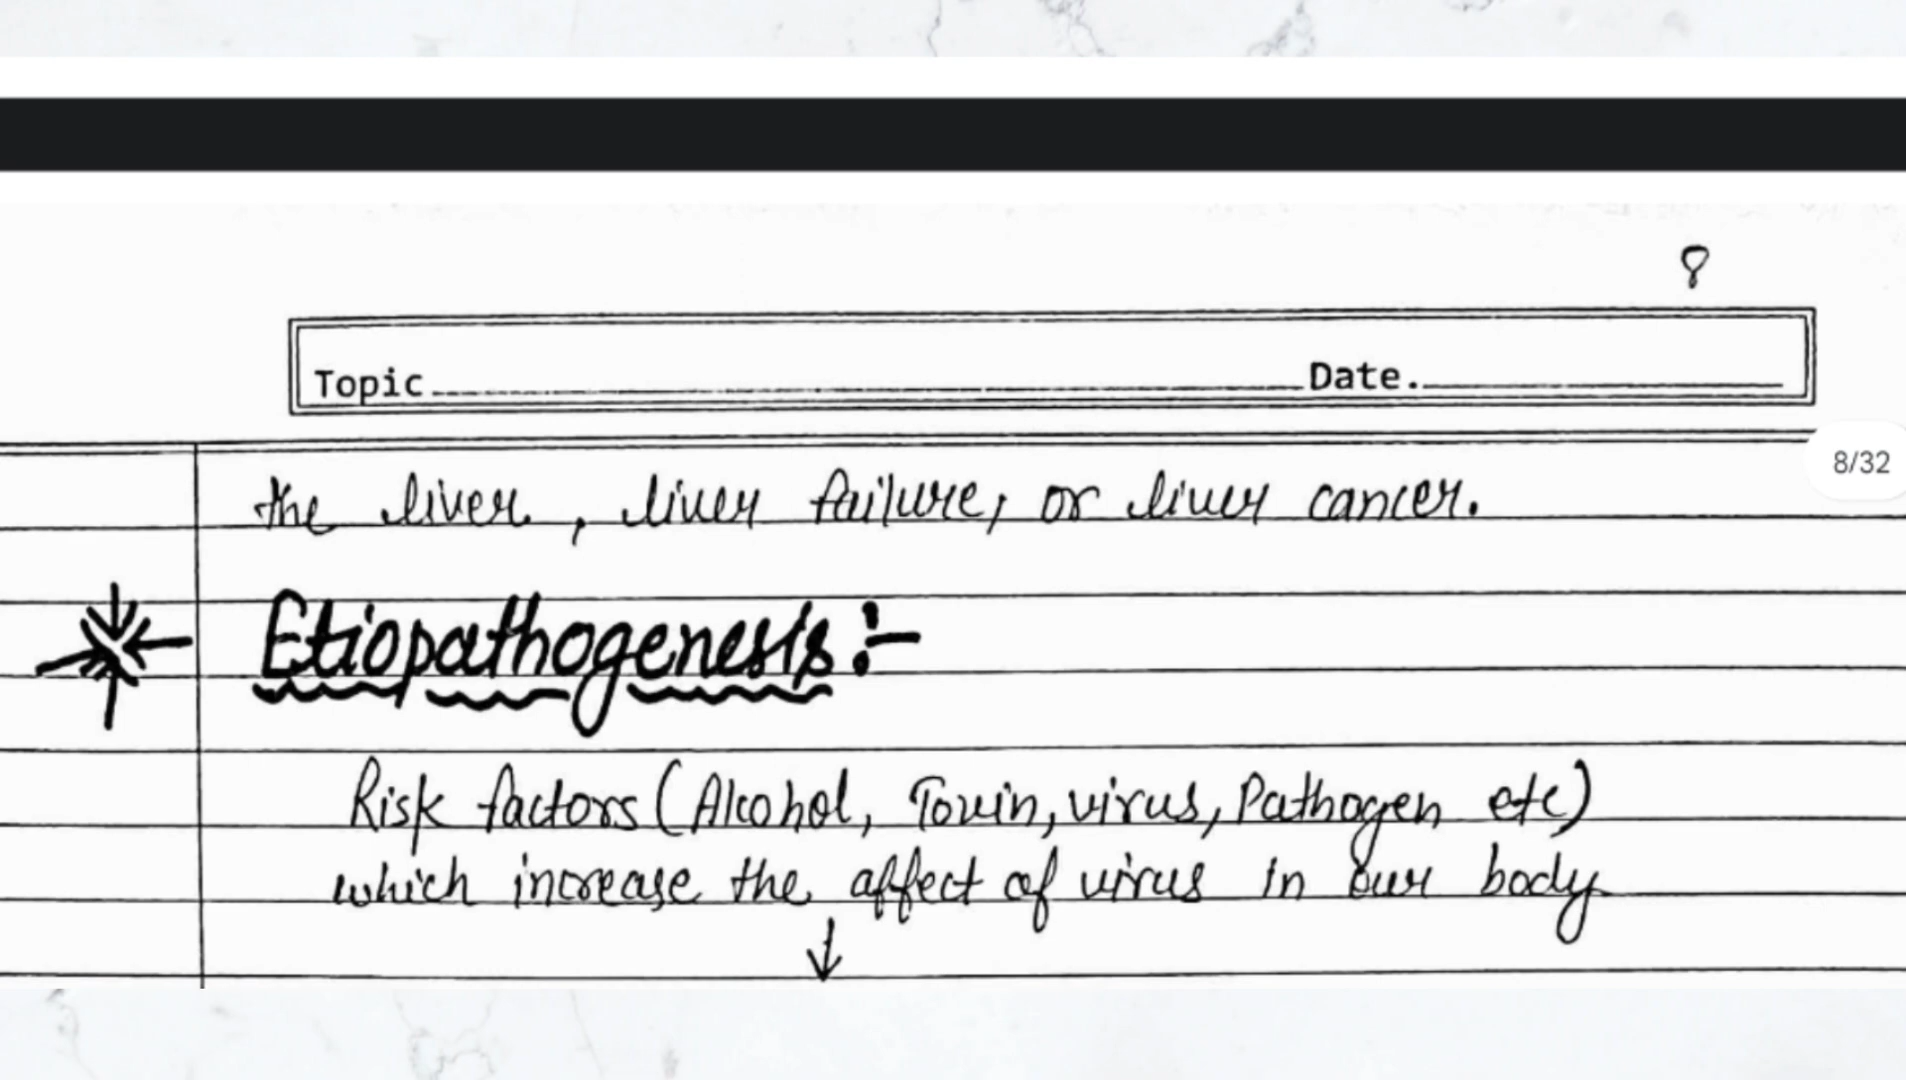 8
Topic Date.
8/32
the liver, liver failure, or liver cancer.
Etiopathogenesis:-
Risk factors (Alcohol, Toxin, virus, Pathogen etc)
which increase the affect of virus in our body
↓